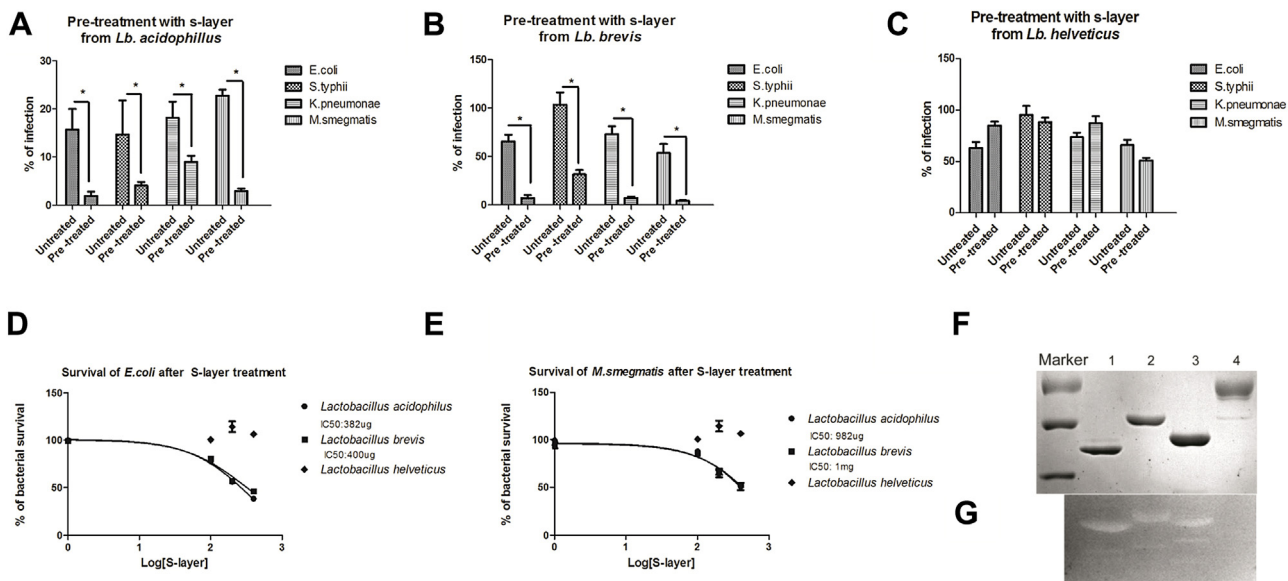 A
Pre-treatment with s-layer
from Lb. acidophillus
% of infection
30
20
10
0
*
*
*
*
Untreated
Pre -treated
Untreated
Pre -treated
Untreated
Pre -treated
Untreated
Pre -treated
E.coli
S.typhii
K.pneumonae
M.smegmatis
B
Pre-treatment with s-layer
from Lb. brevis
% of infection
150
100
50
0
*
*
*
*
Untreated
Pre -treated
Untreated
Pre -treated
Untreated
Pre -treated
Untreated
Pre -treated
E.coli
S.typhii
K.pneumonae
M.smegmatis
C
Pre-treatment with s-layer
from Lb. helveticus
% of infection
150
100
50
0
Untreated
Pre -treated
Untreated
Pre -treated
Untreated
Pre -treated
Untreated
Pre -treated
E.coli
S.typhii
K.pneumonae
M.smegmatis
D
Survival of E.coli after S-layer treatment
% of bacterial survival
150
100
50
0
0
1
2
3
Log[S-layer]
Lactobacillus acidophilus
IC50:382ug
Lactobacillus brevis
IC50:400ug
Lactobacillus helveticus
E
Survival of M.smegmatis after S-layer treatment
% of bacterial survival
150
100
50
0
0
1
2
3
Log[S-layer]
Lactobacillus acidophilus
IC50: 982ug
Lactobacillus brevis
IC50: 1mg
Lactobacillus helveticus
F
Marker 1 2 3 4
G